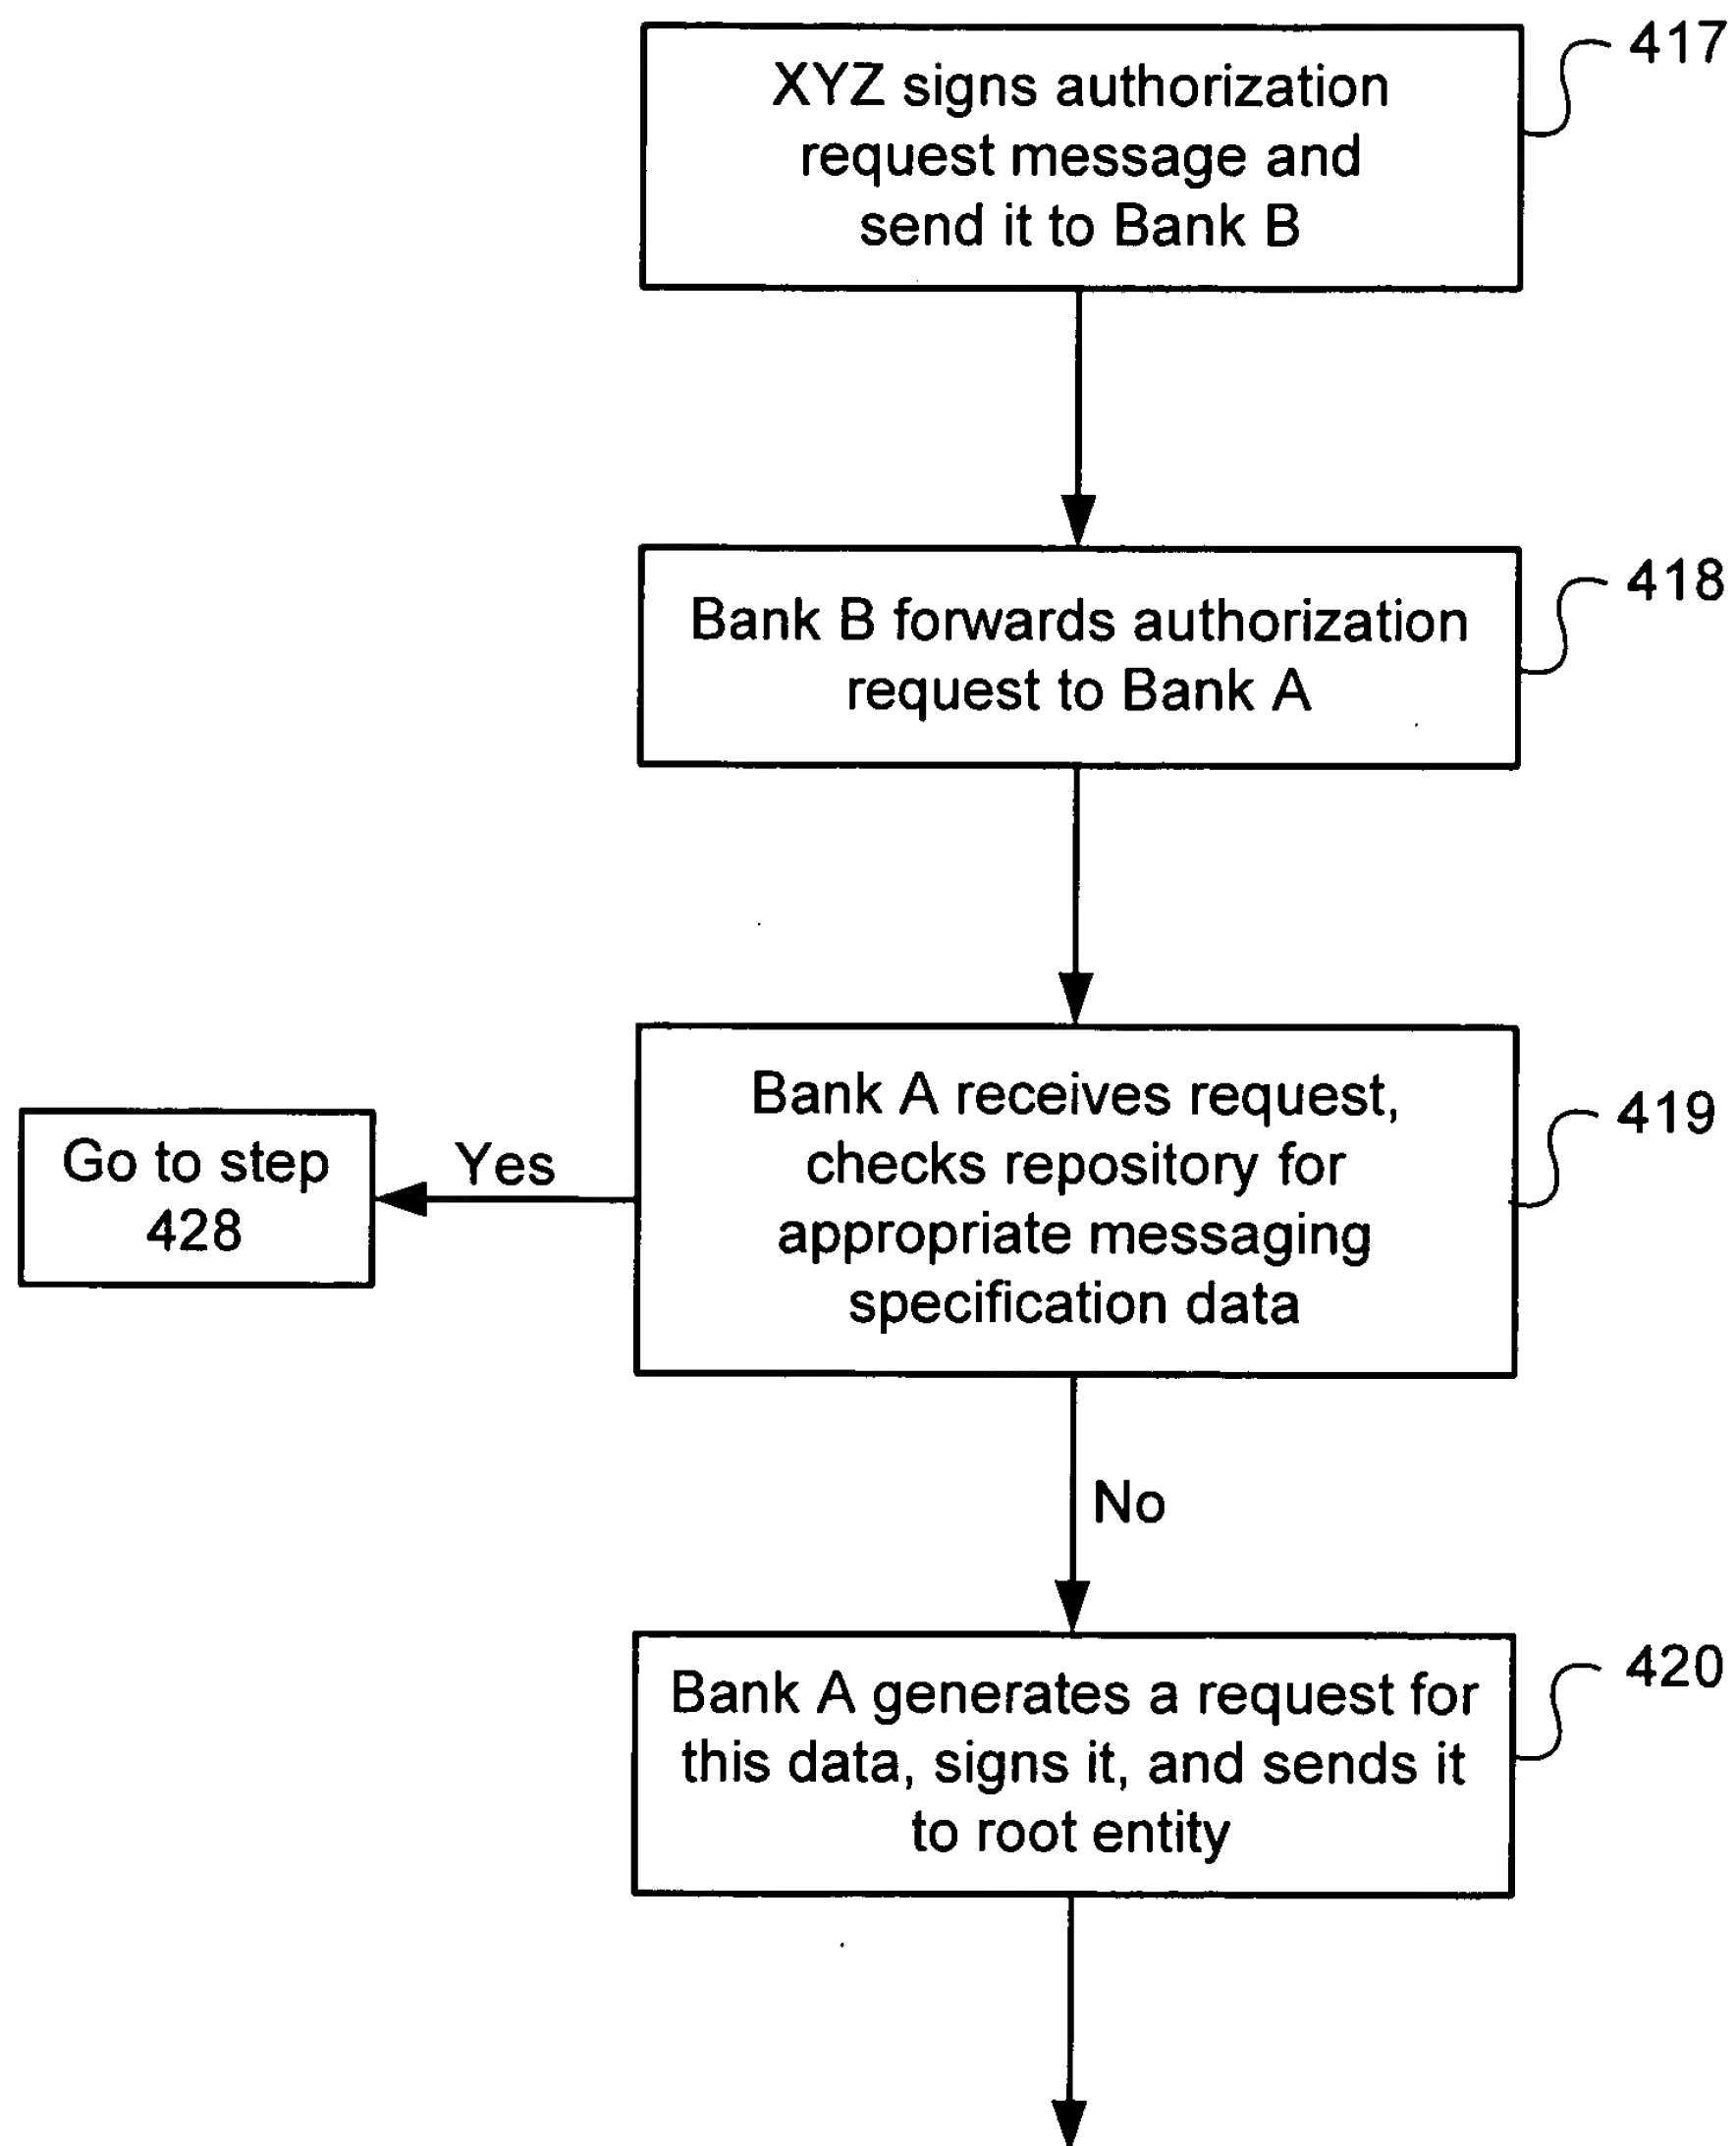 417
XYZ signs authorization
request message and
send it to Bank B
418
Bank B forwards authorization
request to Bank A
419
Bank A receives request,
checks repository for
appropriate messaging
specification data
Yes
Go to step
428
No
420
Bank A generates a request for
this data, signs it, and sends it
to root entity